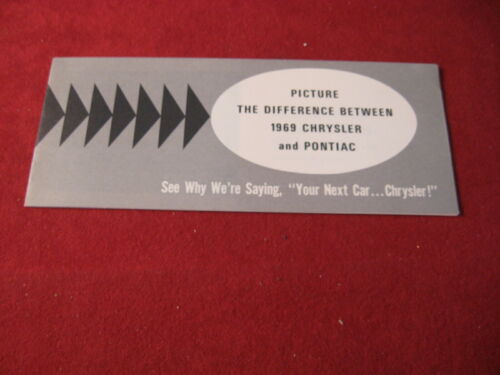 PICTURE
THE DIFFERENCE BETWEEN
1969 CHRYSLER
and PONTIAC
See Why We're Saying, "Your Next Car...Chrysler!"